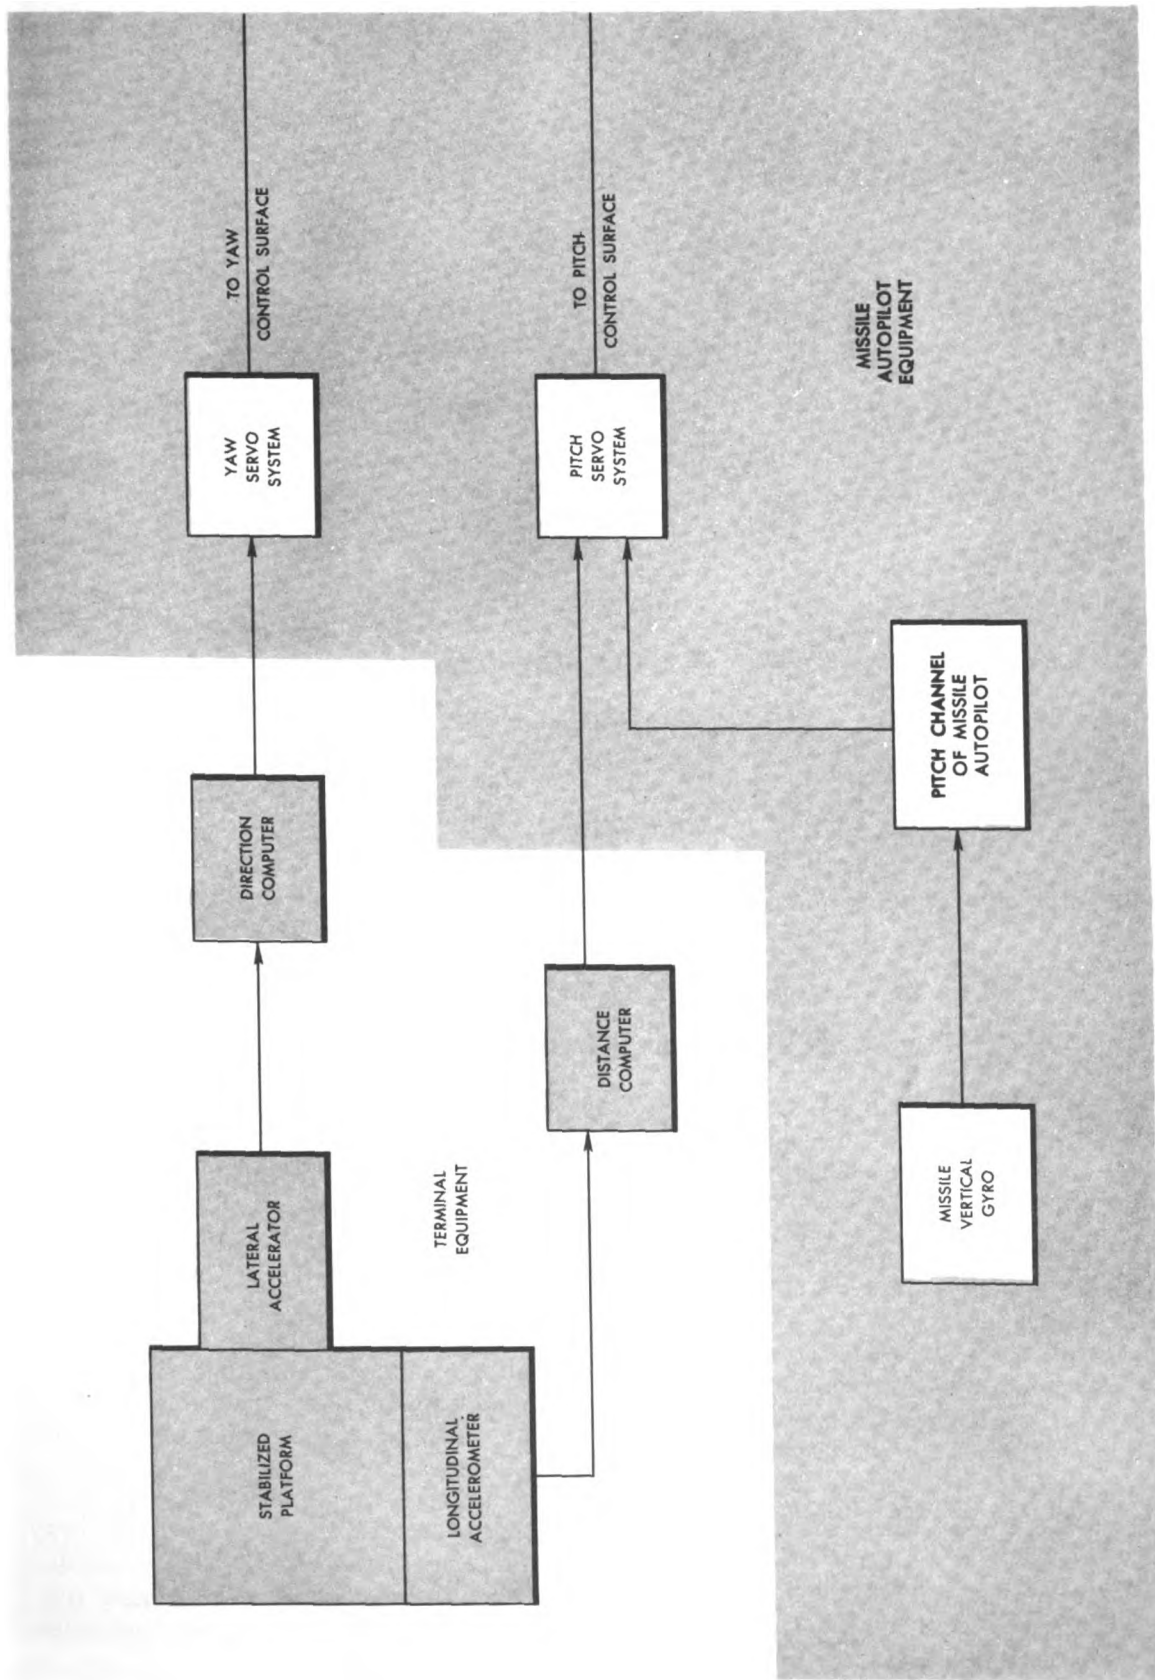 STABILIZED
PLATFORM
LATERAL
ACCELERATOR
DIRECTION
COMPUTER
YAW
SERVO
SYSTEM
TO YAW
CONTROL SURFACE
LONGITUDINAL
ACCELEROMETER
TERMINAL
EQUIPMENT
DISTANCE
COMPUTER
PITCH
SERVO
SYSTEM
TO PITCH-
CONTROL SURFACE
MISSILE
VERTICAL
GYRO
PITCH CHANNEL
OF MISSILE
AUTOPILOT
MISSILE
AUTOPILOT
EQUIPMENT